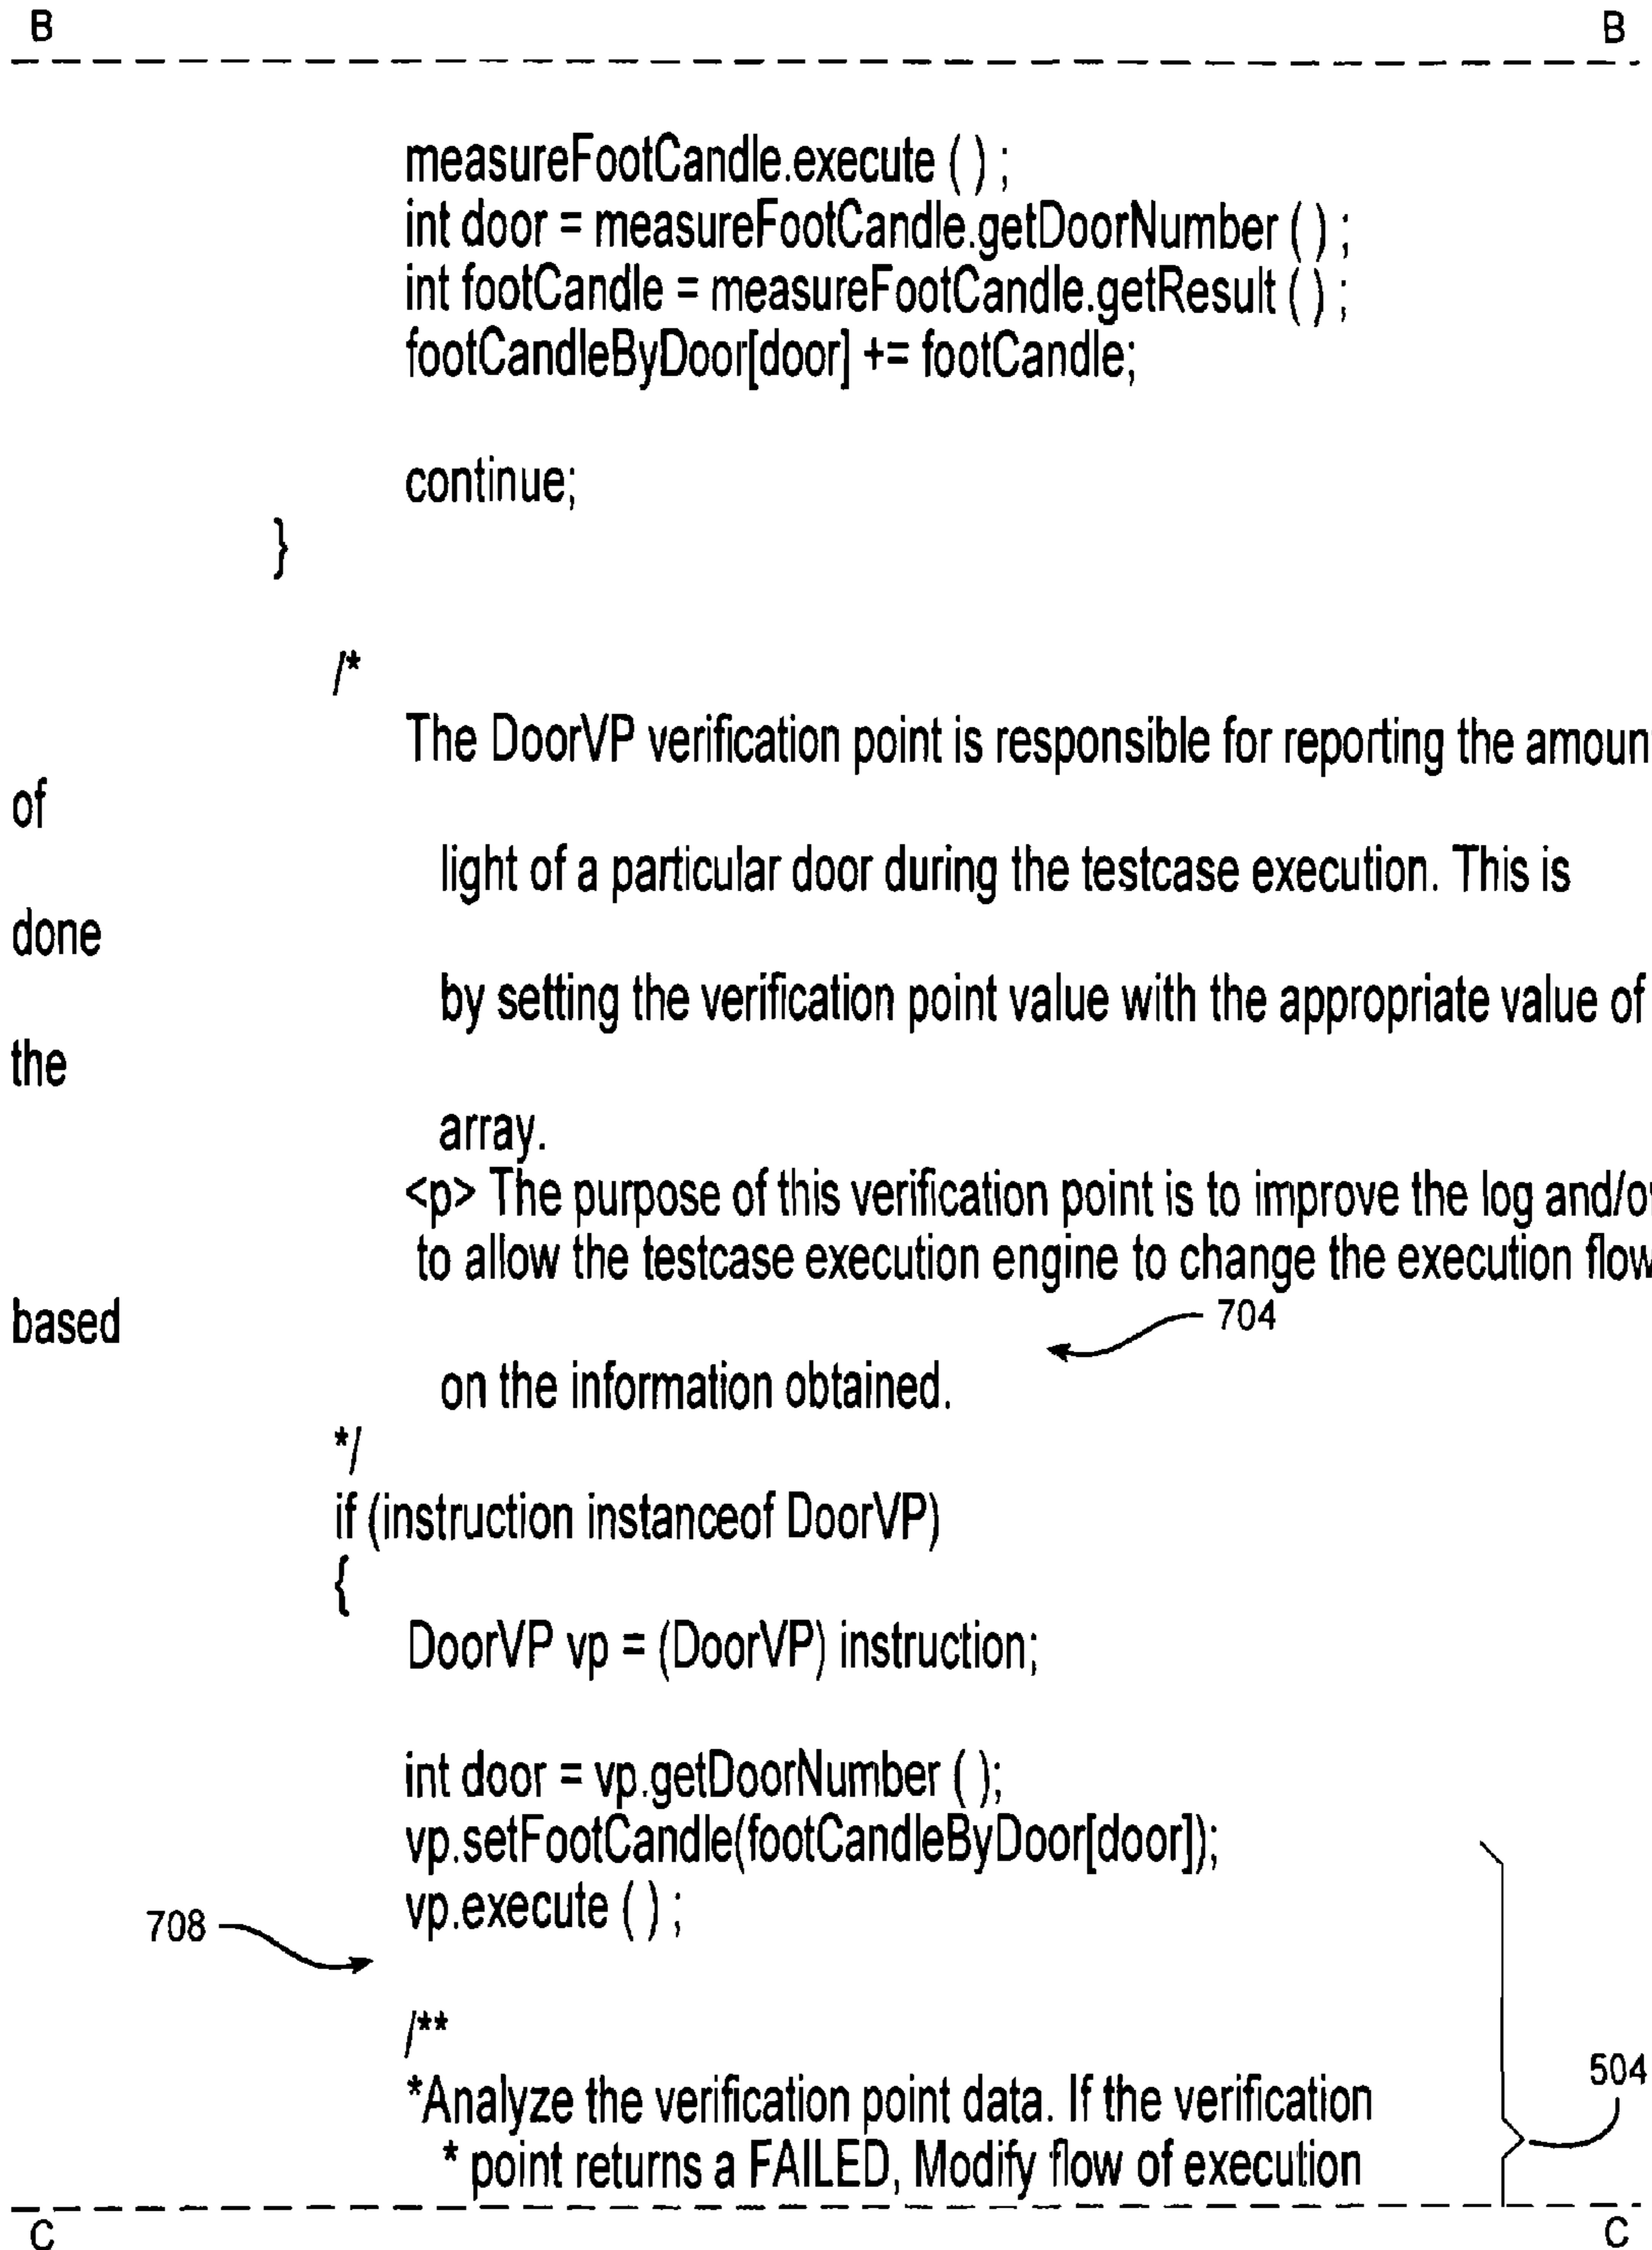 B B
measureFootCandle.execute ( ) ;
int door = measureFootCandle.getDoorNumber ( ) ;
int footCandle = measureFootCandle.getResult ( ) ;
footCandleByDoor[door] += footCandle;
continue;
}
/*
The DoorVP verification point is responsible for reporting the amoun
of
light of a particular door during the testcase execution. This is
done
by setting the verification point value with the appropriate value of
the
array.
<p> The purpose of this verification point is to improve the log and/or
to allow the testcase execution engine to change the execution flow
based
704
on the information obtained.
*/
if (instruction instanceof DoorVP)
{
DoorVP vp = (DoorVP) instruction;
int door = vp.getDoorNumber ( );
vp.setFootCandle(footCandleByDoor[door]);
vp.execute ( ) ;
708
/**
*Analyze the verification point data. If the verification
504
* point returns a FAILED, Modify flow of execution
C C